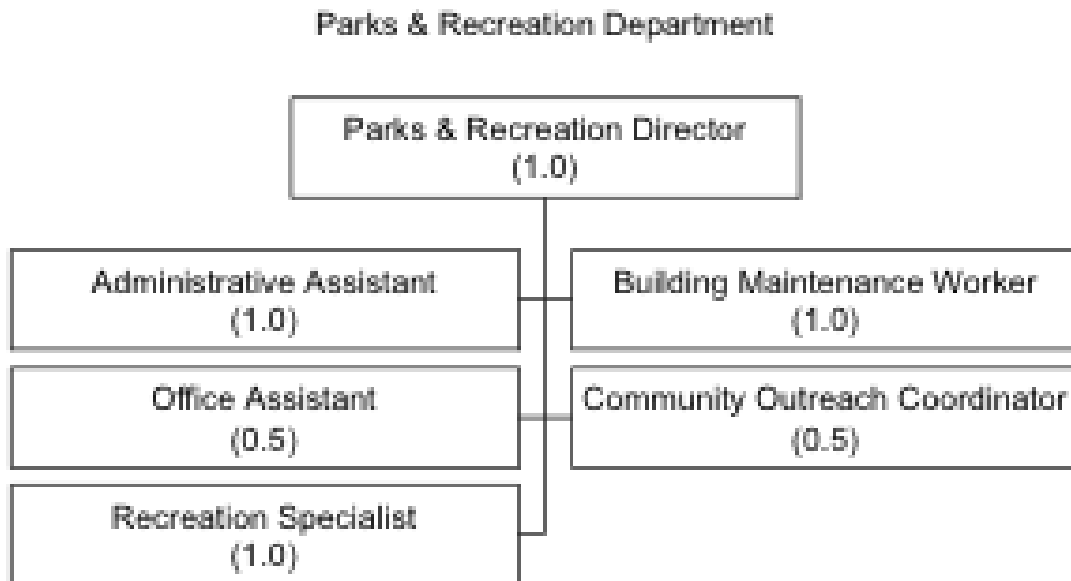 Parks & Recreation Department
Parks & Recreation Director
(1.0)
Administrative Assistant
(1.0)
Building Maintenance Worker
(1.0)
Office Assistant
(0.5)
Community Outreach Coordinator
(0.5)
Recreation Specialist
(1.0)